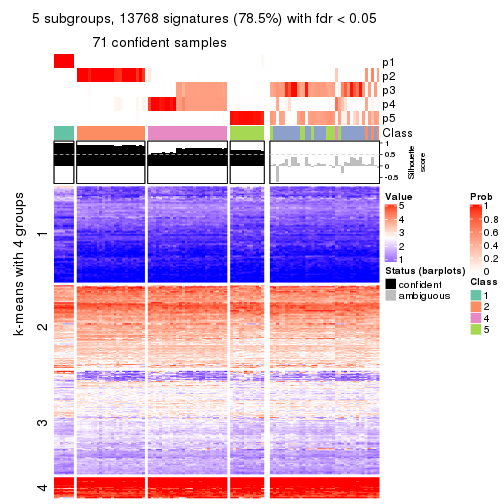 5 subgroups, 13768 signatures (78.5%) with fdr < 0.05
71 confident samples
p1
p2
p3
p4
p5
Class
1
0.5
0
-0.5
Silhouette
score
k-means with 4 groups
1
2
3
4
Value
5
4
3
2
1
Status (barplots)
confident
ambiguous
Prob
1
0.8
0.6
0.4
0.2
0
Class
1
2
4
5